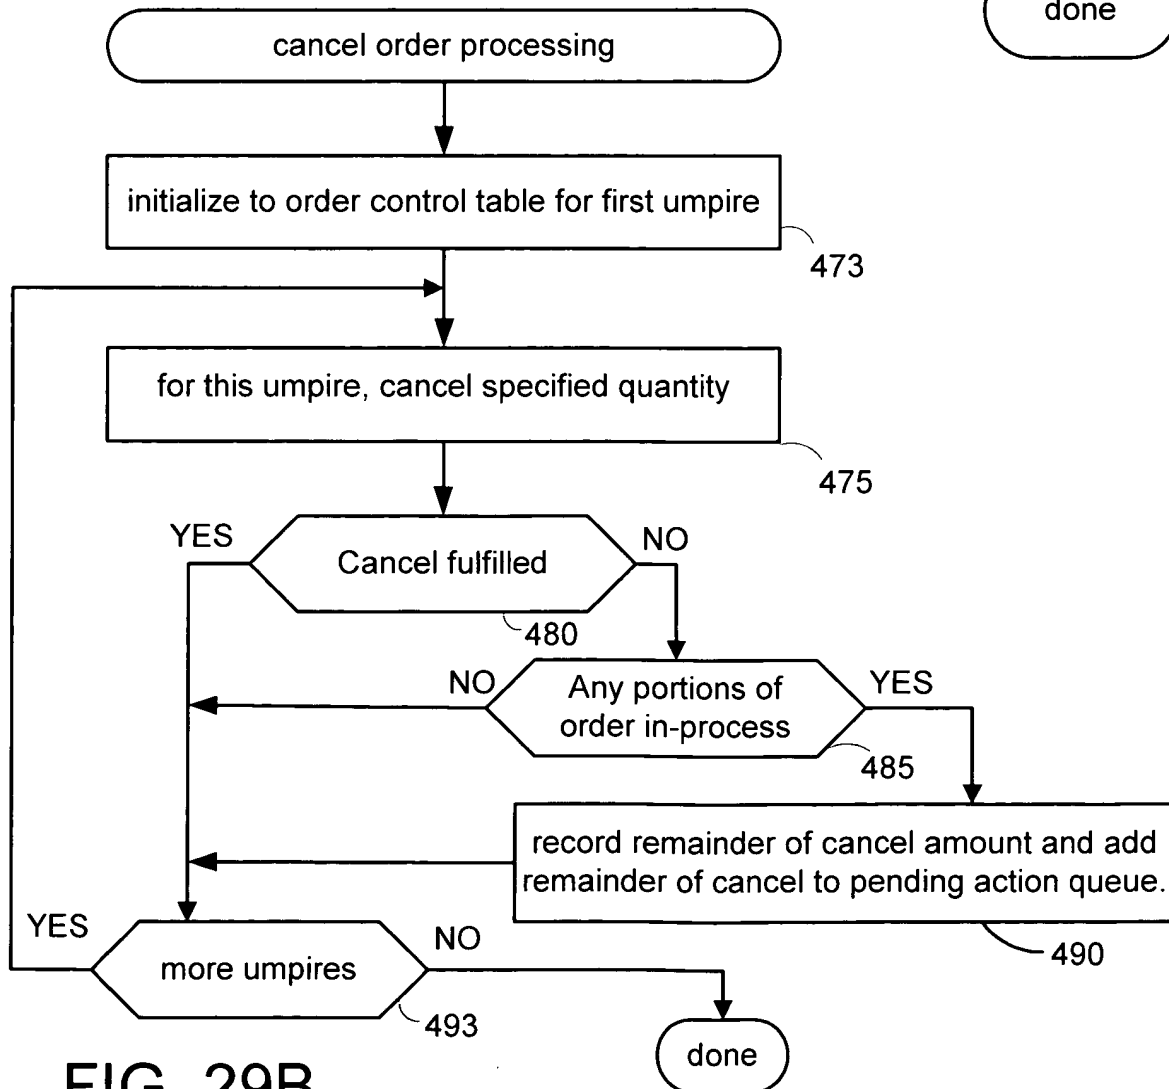 done
cancel order processing
initialize to order control table for first umpire
473
for this umpire, cancel specified quantity
475
YES
NO
Cancel fulfilled
480
NO
Any portions of
order in-process
YES
485
record remainder of cancel amount and add
remainder of cancel to pending action queue.
490
YES
more umpires
NO
493
done
FIG. 29B